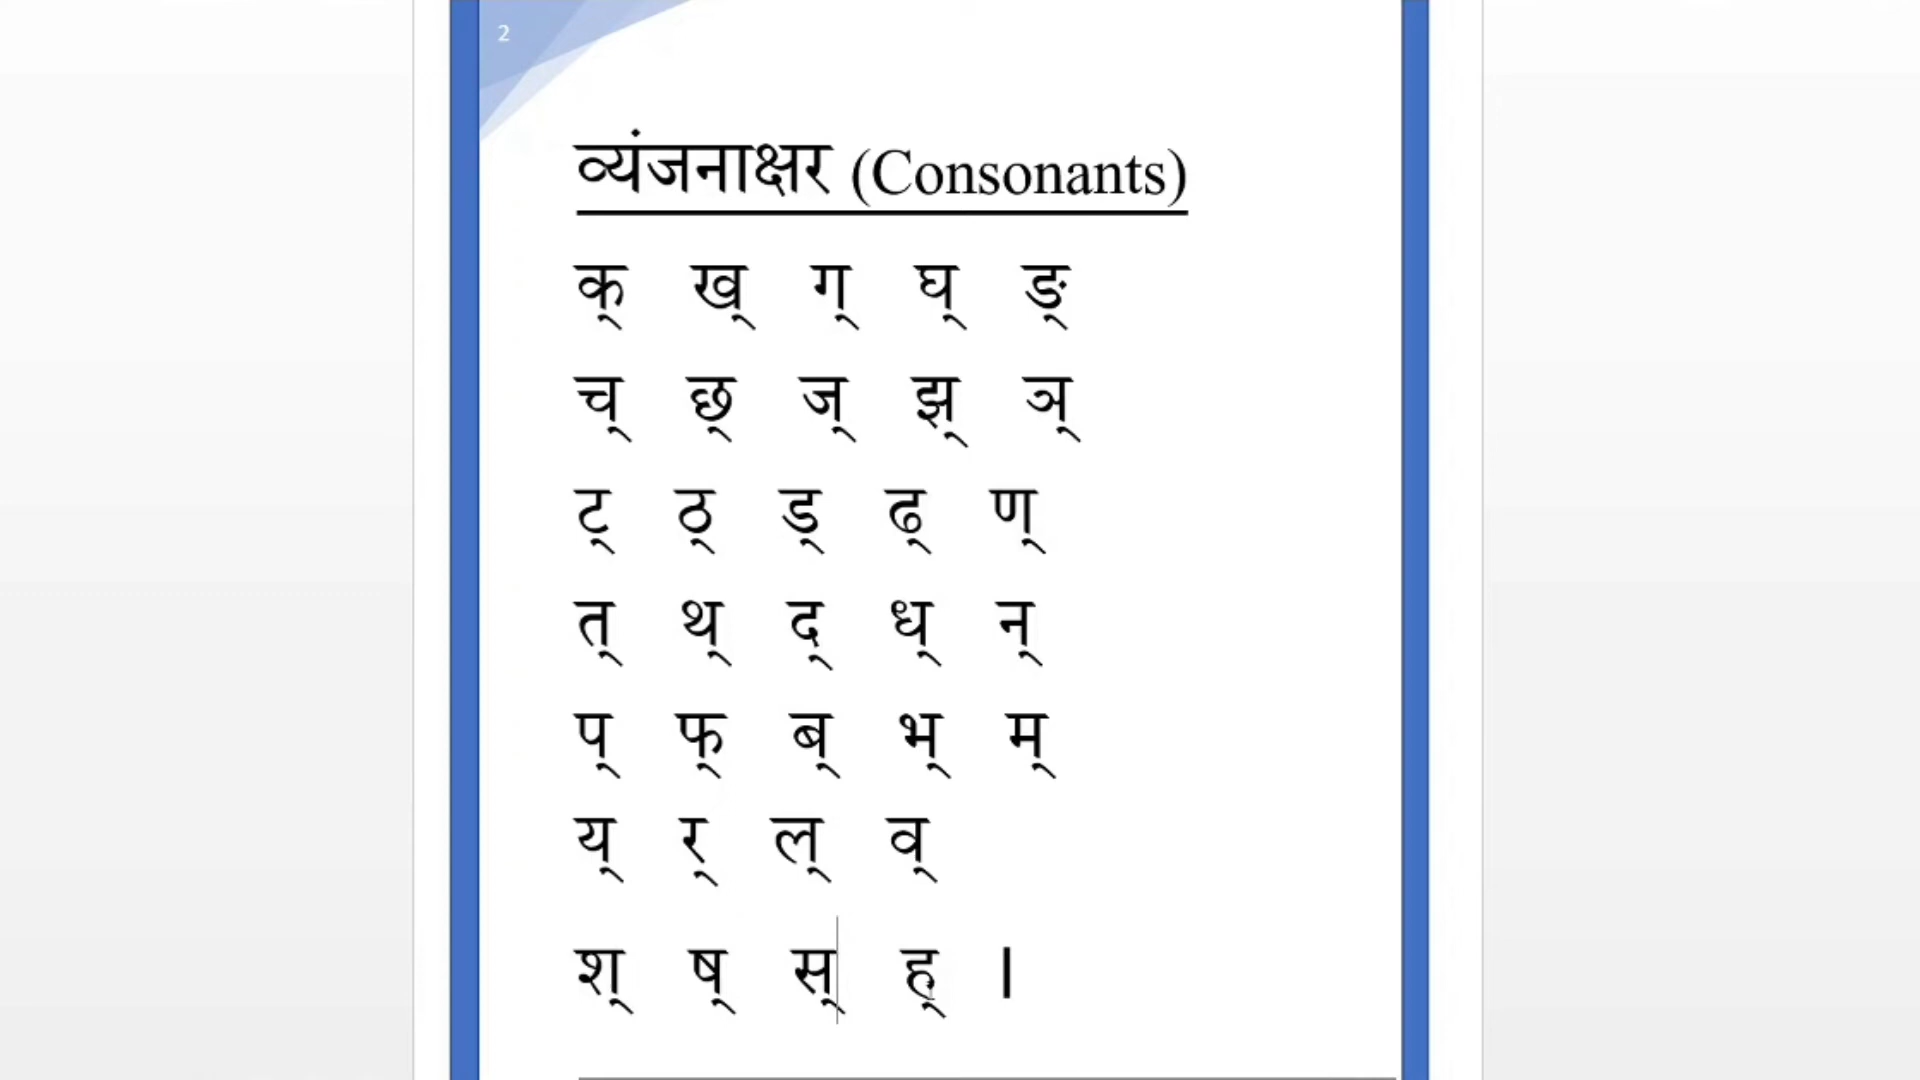 2
व्यंजनाक्षर (Consonants)
क् ख् ग् घ् ङ्
च् छ् ज् झ् ञ्
ट् ठ् ड् ढ् ण्
त् थ् द् ध् न्
प् फ् ब् भ् म्
य् र् ल् व्
श् ष् स् ह् ।